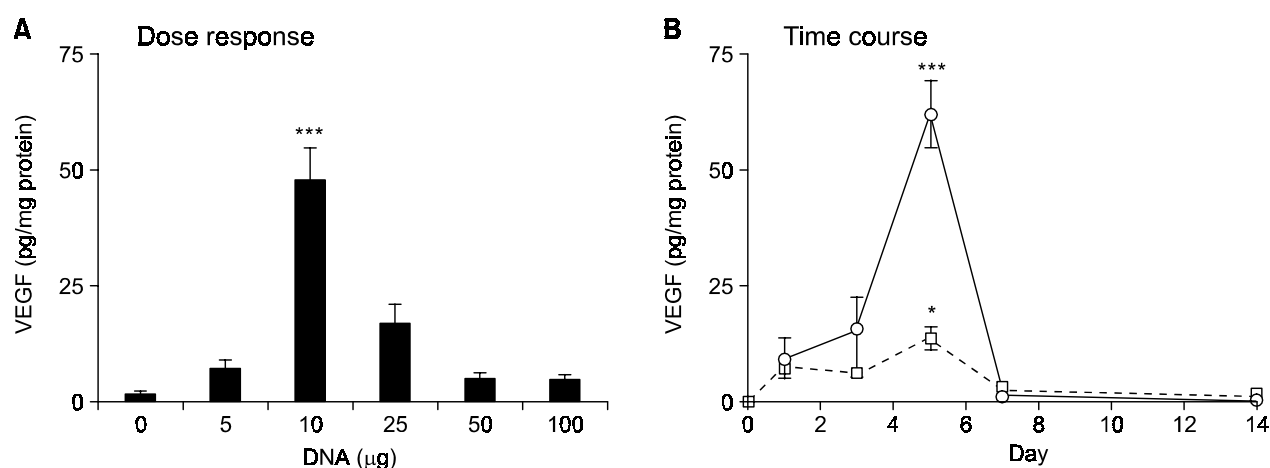 A Dose response
75
50
25
0
VEGF (pg/mg protein)
***
0 5 10 25 50 100
DNA (μg)
B Time course
75
50
25
0
VEGF (pg/mg protein)
***
*
0 2 4 6 8 10 12 14
Day